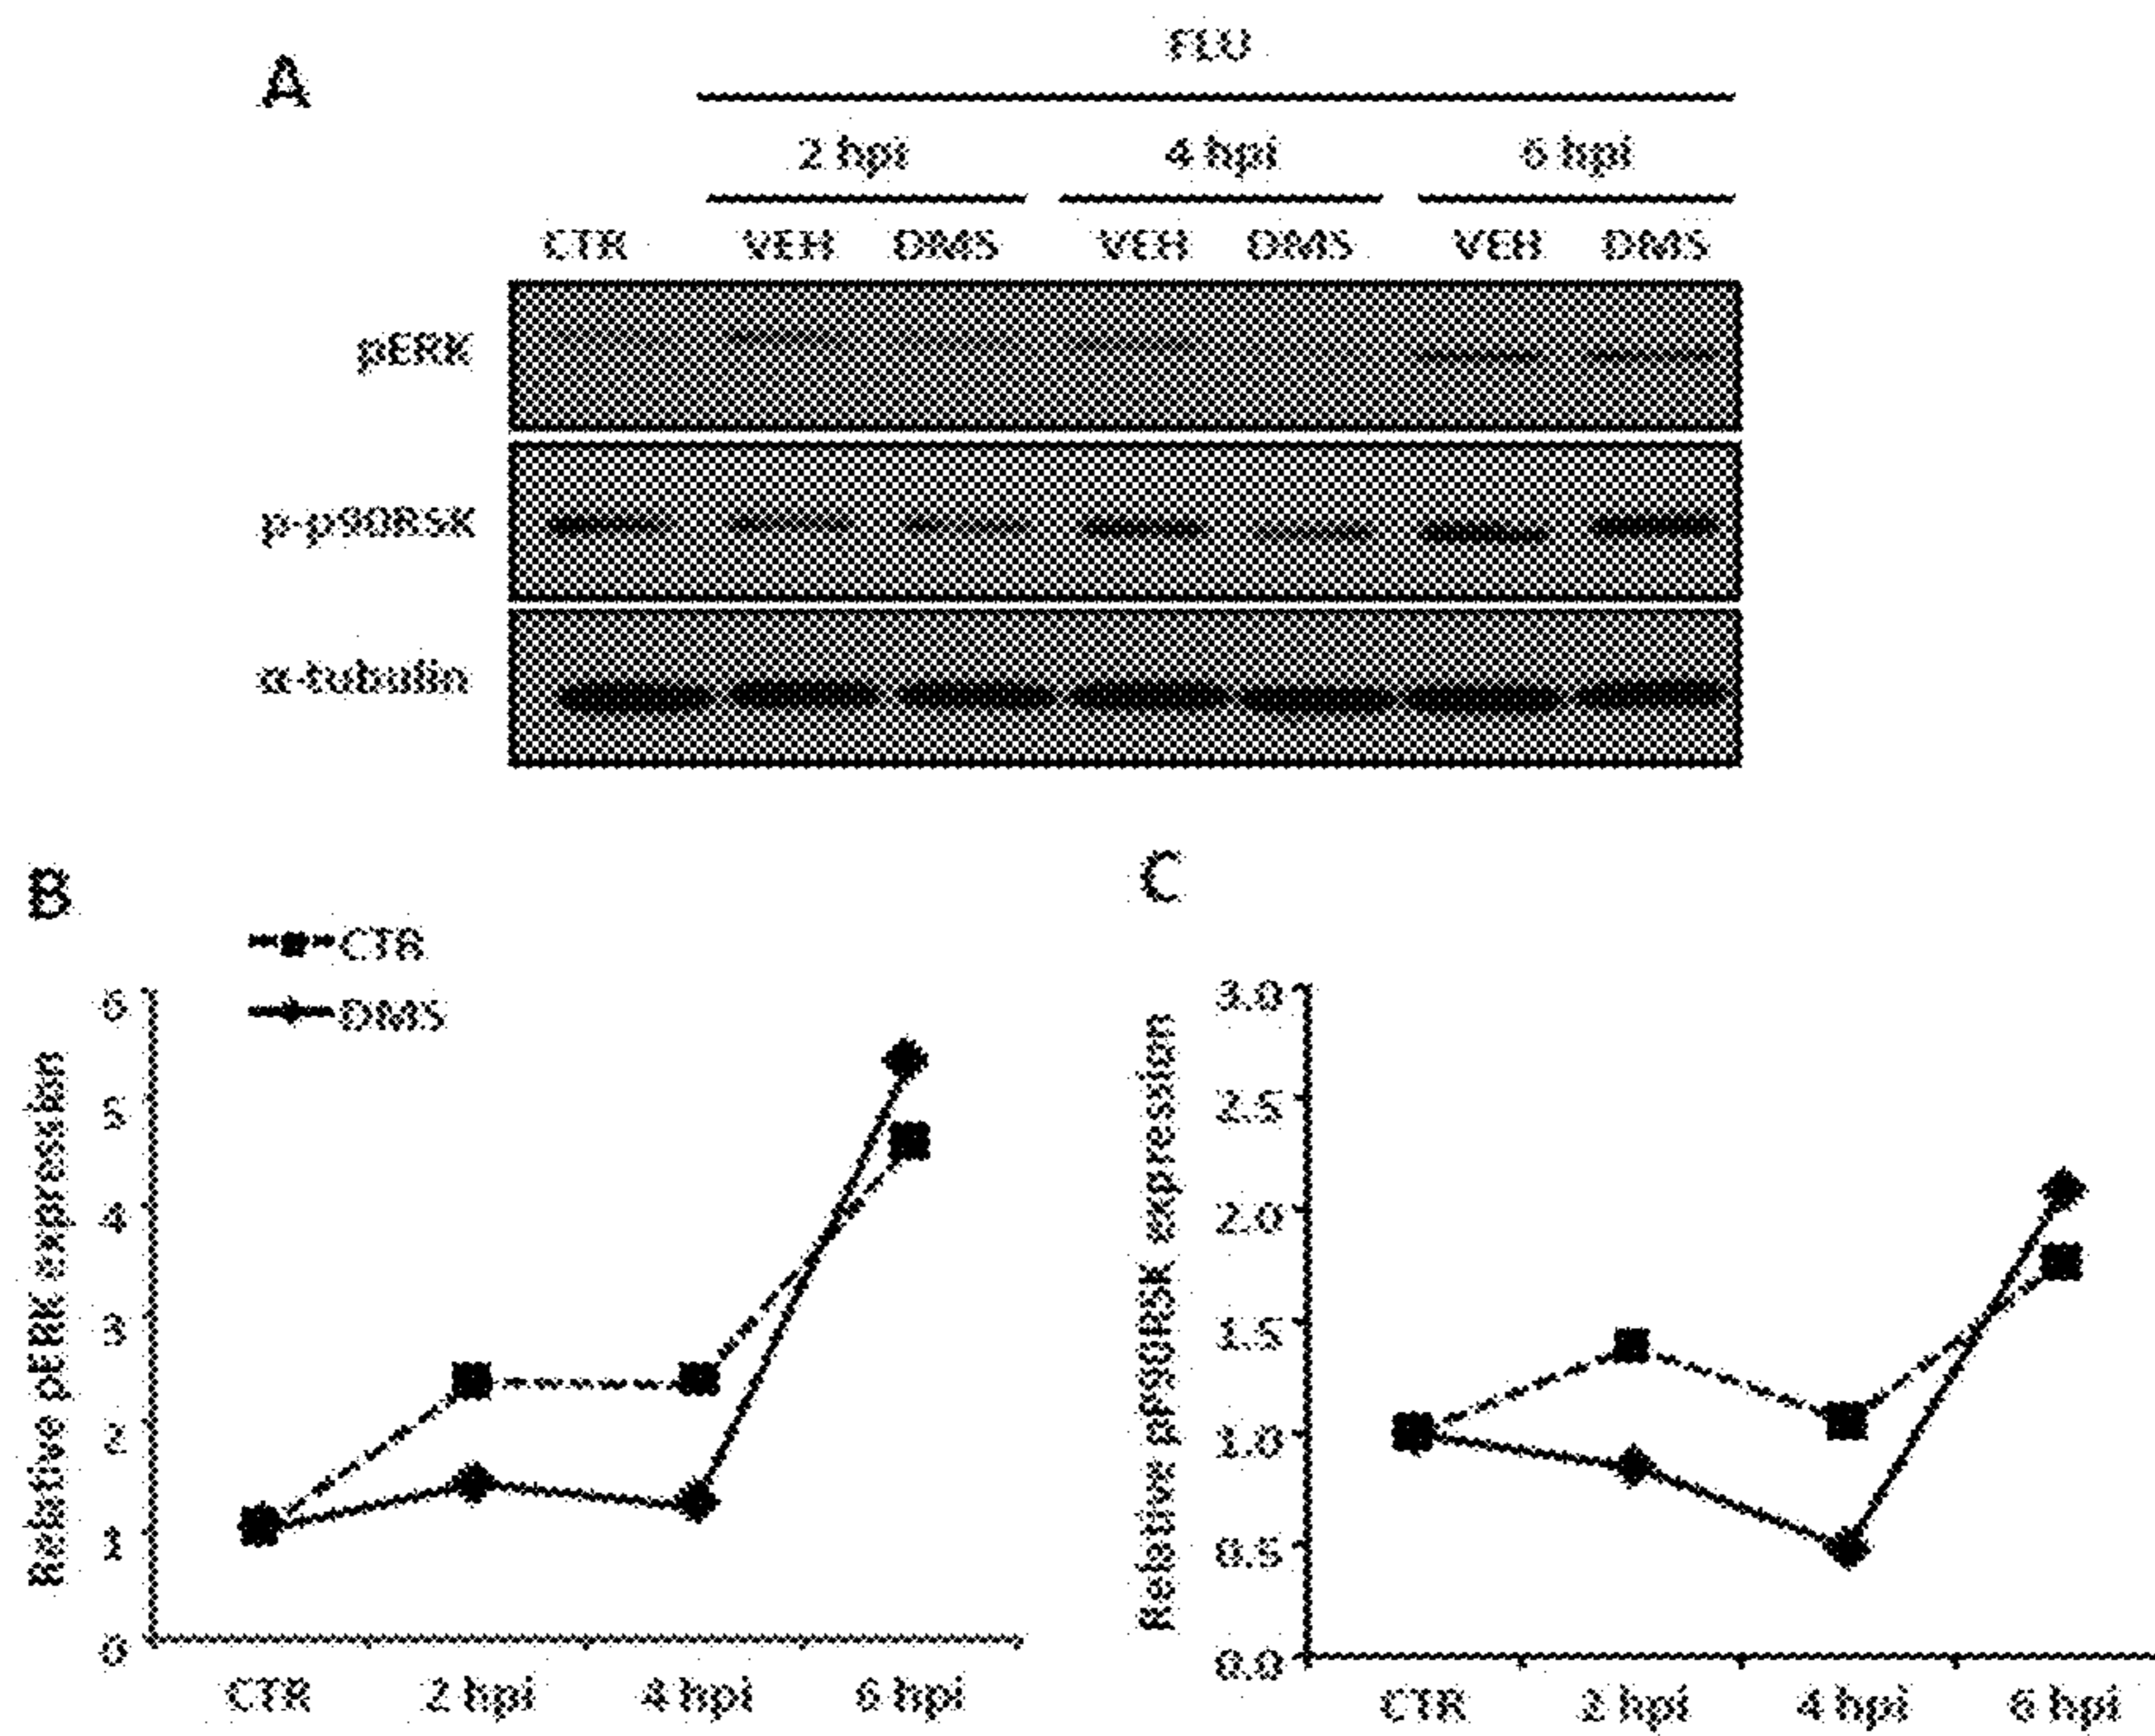 A
FLU
2 hpi 4 hpi 6 hpi
CTR VEH DMS VEH DMS VEH DMS
pERK
p-p90RSK
α-tubulin
B
CTR
DMS
Relative pERK expression
6
5
4
3
2
1
0
CTR 2 hpi 4 hpi 6 hpi
C
Relative pP90RSK expression
3.0
2.5
2.0
1.5
1.0
0.5
0.0
CTR 2 hpi 4 hpi 6 hpi